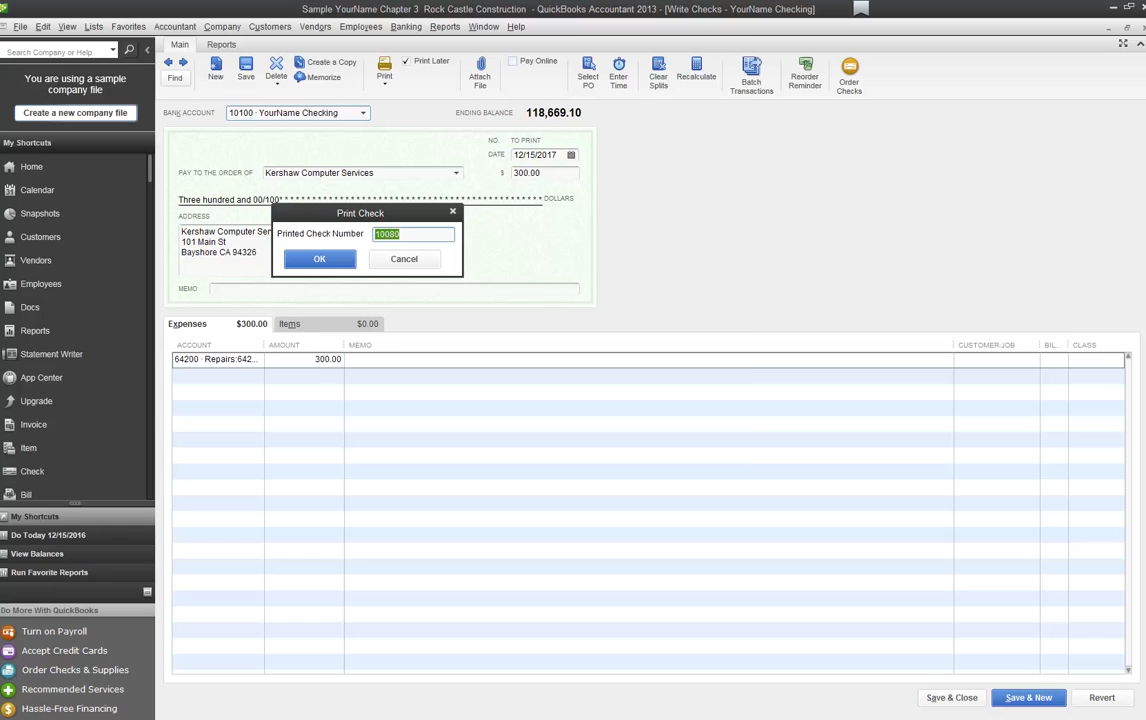 Sample YourName Chapter 3 Rock Castle Construction - QuickBooks Accountant 2013 - [Write Checks - YourName Checking]
File Edit View Lists Favorites Accountant Company Customers Vendors Employees Banking Reports Window Help
Search Company or Help
Main Reports
Find
New
Save
Delete
Create a Copy
Memorize
Print
Print Later
Attach
File
Pay Online
Select
PO
Enter
Time
Clear
Splits
Recalculate
Batch
Transactions
Reorder
Reminder
Order
Checks
You are using a sample
company file
Create a new company file
My Shortcuts
Home
Calendar
Snapshots
Customers
Vendors
Employees
Docs
Reports
Statement Writer
App Center
Upgrade
Invoice
Item
Check
Bill
My Shortcuts
Do Today 12/15/2016
View Balances
Run Favorite Reports
Do More With QuickBooks
Turn on Payroll
Accept Credit Cards
Order Checks & Supplies
Recommended Services
Hassle-Free Financing
BANK ACCOUNT 10100 · YourName Checking ENDING BALANCE 118,669.10
NO. TO PRINT
DATE 12/15/2017
PAY TO THE ORDER OF Kershaw Computer Services $ 300.00
Three hundred and 00/100* * * * * * * * * * * * * * * * * * * * * * * * * * * * * * * * * * * * * * * DOLLARS
ADDRESS
Kershaw Computer Ser
101 Main St
Bayshore CA 94326
MEMO
Print Check
Printed Check Number 10080
OK Cancel
Expenses $300.00 Items $0.00
ACCOUNT AMOUNT MEMO CUSTOMER:JOB BIL... CLASS
64200 · Repairs:642... 300.00
Save & Close Save & New Revert